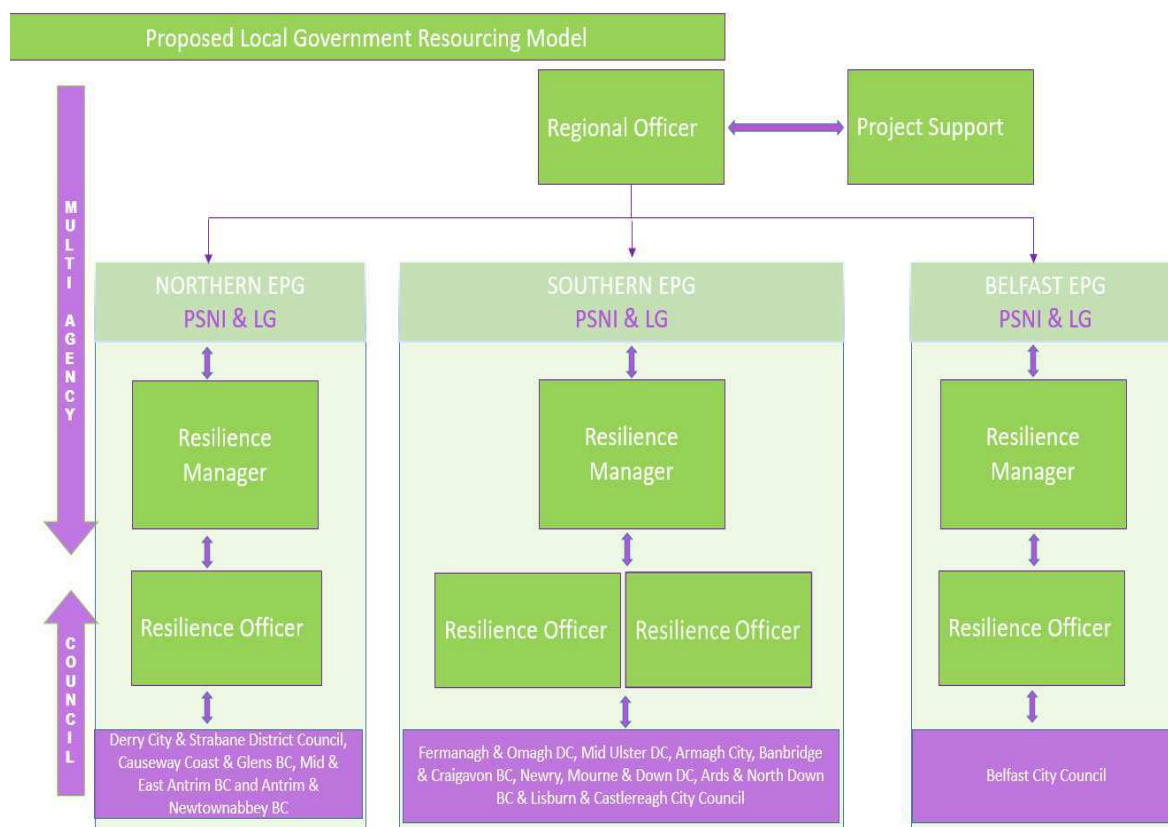 Proposed Local Government Resourcing Model
Regional Officer
Project Support
MULTI AGENCY
COUNCIL
NORTHERN EPG
PSNI & LG
Resilience
Manager
Resilience Officer
Derry City & Strabane District Council,
Causeway Coast & Glens BC, Mid &
East Antrim BC and Antrim &
Newtownabbey BC
SOUTHERN EPG
PSNI & LG
Resilience
Manager
Resilience Officer
Resilience Officer
Fermanagh & Omagh DC, Mid Ulster DC, Armagh City, Banbridge
& Craigavon BC, Newry, Mourne & Down DC, Ards & North Down
BC & Lisburn & Castlereagh City Council
BELFAST EPG
PSNI & LG
Resilience
Manager
Resilience Officer
Belfast City Council